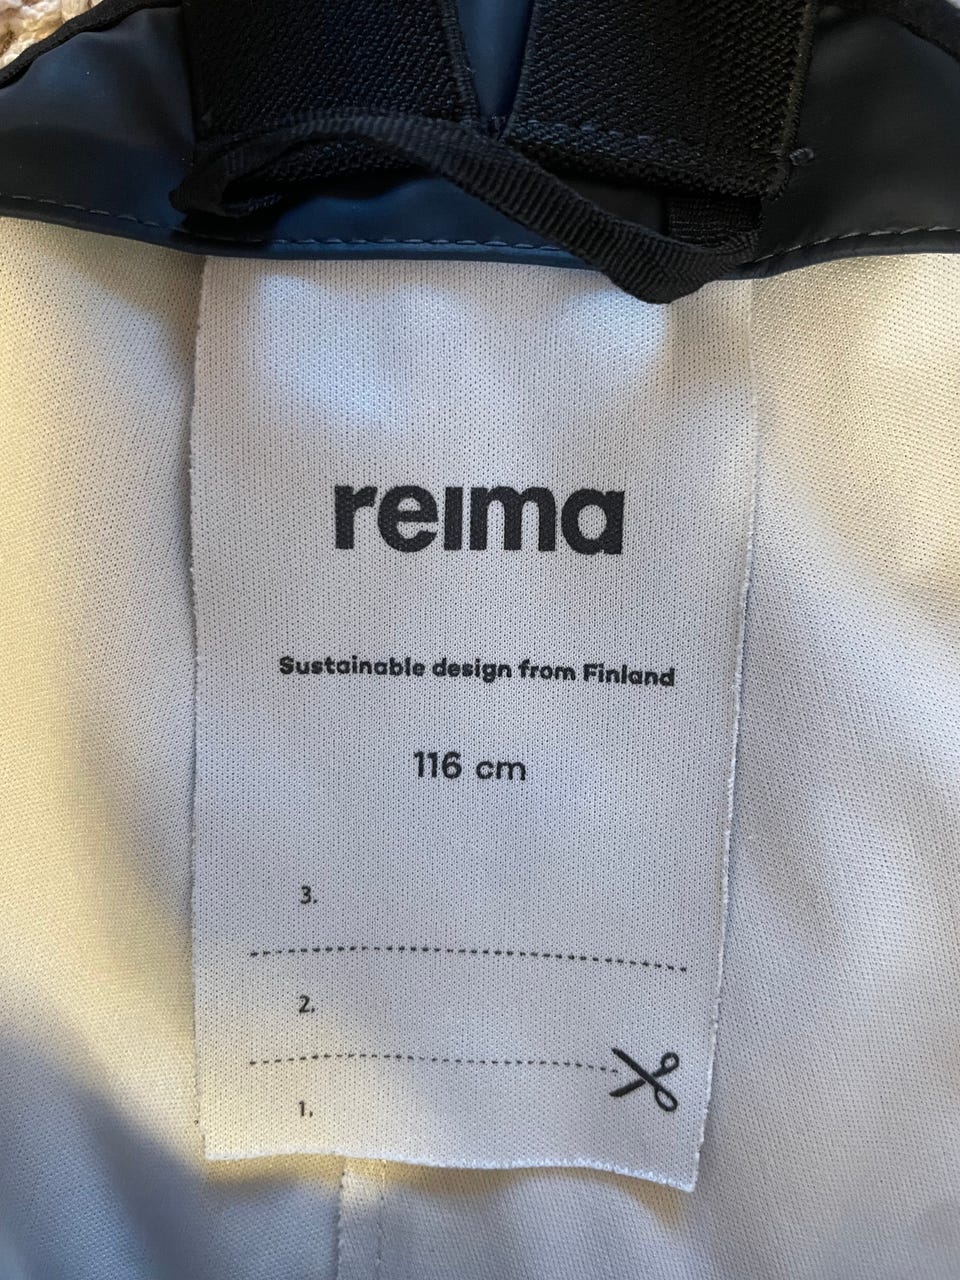 reima
Sustainable design from Finland
116 cm
3.
2.
1.